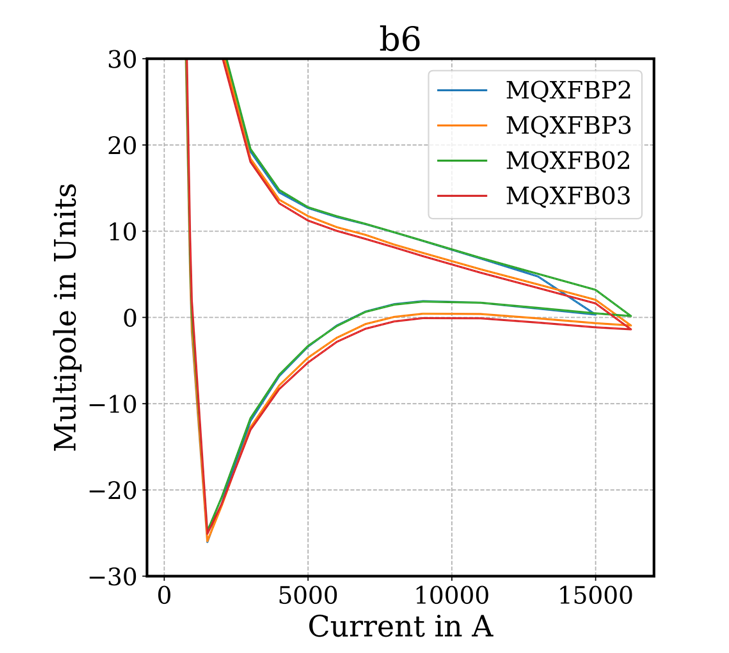 b6
30
20
10
0
−10
−20
−30
Multipole in Units
MQXFBP2
MQXFBP3
MQXFB02
MQXFB03
0 5000 10000 15000
Current in A